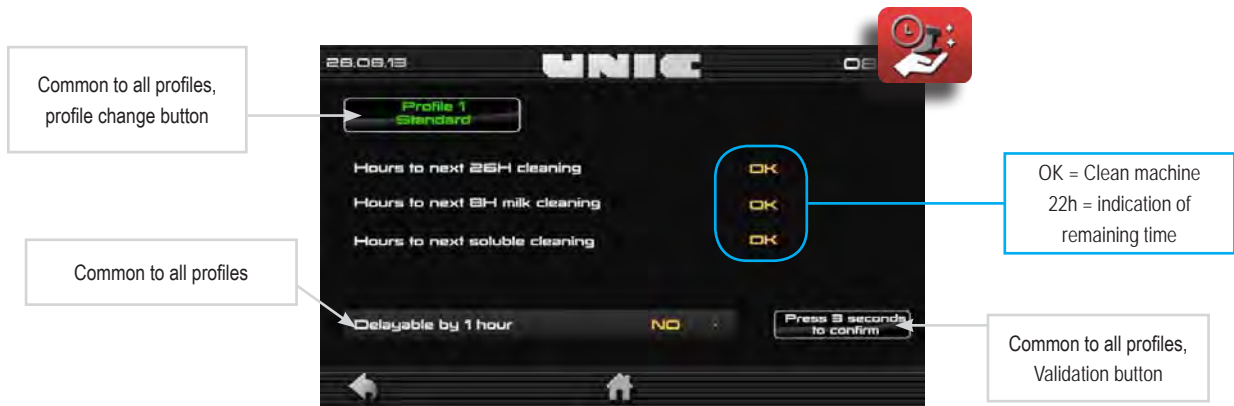 28.08.13
UNIC
08
Common to all profiles,
profile change button
Profile 1
Standard
Hours to next 26H cleaning
OK
Hours to next 8H milk cleaning
OK
Hours to next soluble cleaning
OK
OK = Clean machine
22h = indication of
remaining time
Common to all profiles
Delayable by 1 hour
NO
Press 3 seconds
to confirm
Common to all profiles,
Validation button